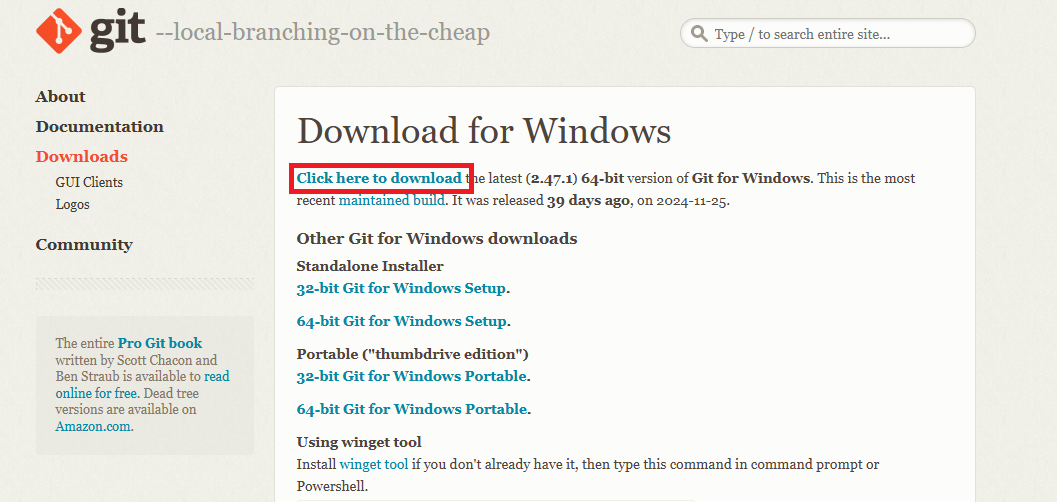 git --local-branching-on-the-cheap
Type / to search entire site...
About
Documentation
Downloads
GUI Clients
Logos
Community
The entire Pro Git book
written by Scott Chacon and
Ben Straub is available to read
online for free. Dead tree
versions are available on
Amazon.com.
Download for Windows
Click here to download the latest (2.47.1) 64-bit version of Git for Windows. This is the most
recent maintained build. It was released 39 days ago, on 2024-11-25.
Other Git for Windows downloads
Standalone Installer
32-bit Git for Windows Setup.
64-bit Git for Windows Setup.
Portable ("thumbdrive edition")
32-bit Git for Windows Portable.
64-bit Git for Windows Portable.
Using winget tool
Install winget tool if you don't already have it, then type this command in command prompt or
Powershell.